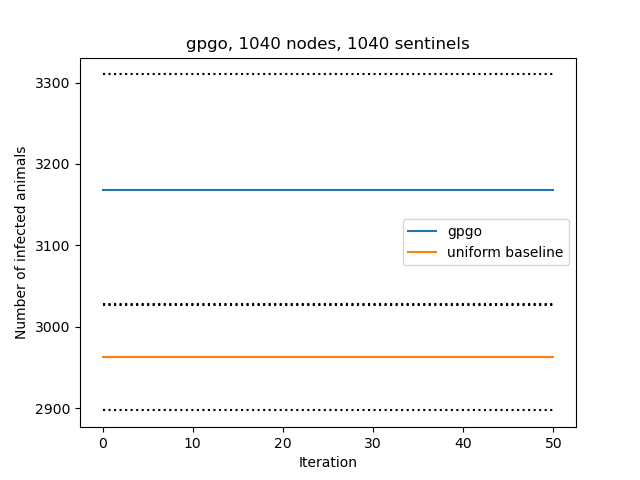 gpgo, 1040 nodes, 1040 sentinels
3300
3200
3100
3000
2900
Number of infected animals
gpgo
uniform baseline
0 10 20 30 40 50
Iteration